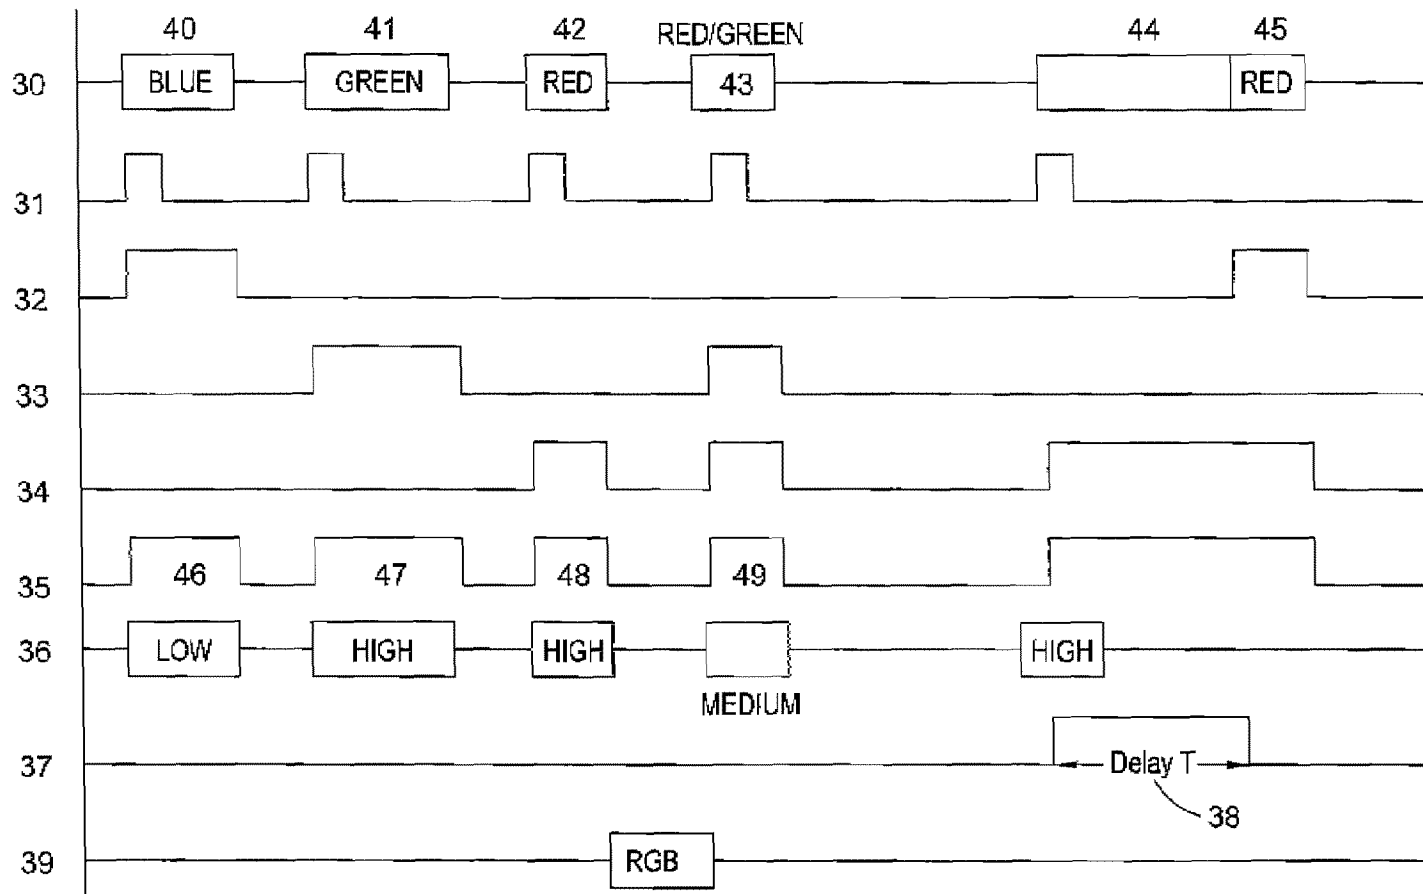 40 41 42 RED/GREEN 44 45
30 BLUE GREEN RED 43 RED
31
32
33
34
35 46 47 48 49
36 LOW HIGH HIGH HIGH
MEDIUM
37 Delay T
38
39 RGB